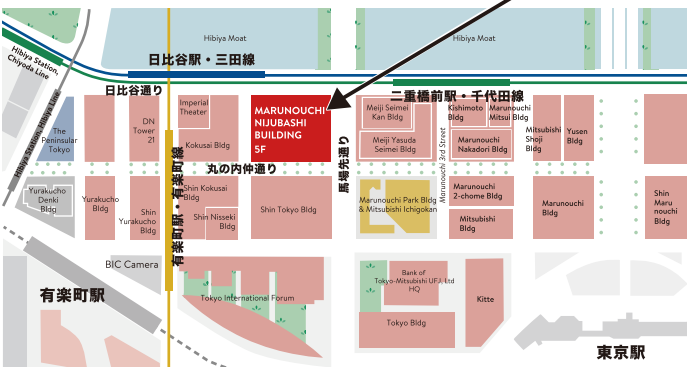 Hibiya Moat
Hibiya Moat
日比谷駅・三田線
Hibiya Station,
Chiyoda Line
日比谷通り
二重橋前駅・千代田線
Hibiya Station, Hibiya Line
The
Peninsular
Tokyo
DN
Tower
21
Imperial
Theater
Kokusai Bldg
MARUNOUCHI
NIJUBASHI
BUILDING
5F
馬場先通り
Meiji Seimei
Kan Bldg
Meiji Yasuda
Seimei Bldg
Marunouchi 3rd Street
Kishimoto
Bldg
Marunouchi
Mitsui Bldg
Marunouchi
Nakadori Bldg
Mitsubishi
Shoji
Bldg
Yusen
Bldg
丸の内仲通り
有楽町駅・有楽町線
Yurakucho
Denki
Bldg
Yurakucho
Bldg
Shin
Yurakucho
Bldg
Shin Kokusai
Bldg
Shin Nisseki
Bldg
Shin Tokyo Bldg
Marunouchi Park Bldg
& Mitsubishi Ichigokan
Marunouchi
2-chome Bldg
Mitsubishi
Bldg
Marunouchi
Bldg
Shin
Maru
nouchi
Bldg
BIC Camera
有楽町駅
Tokyo International Forum
Bank of
Tokyo-Mitsubishi UFJ, Ltd
HQ
Tokyo Bldg
Kitte
東京駅